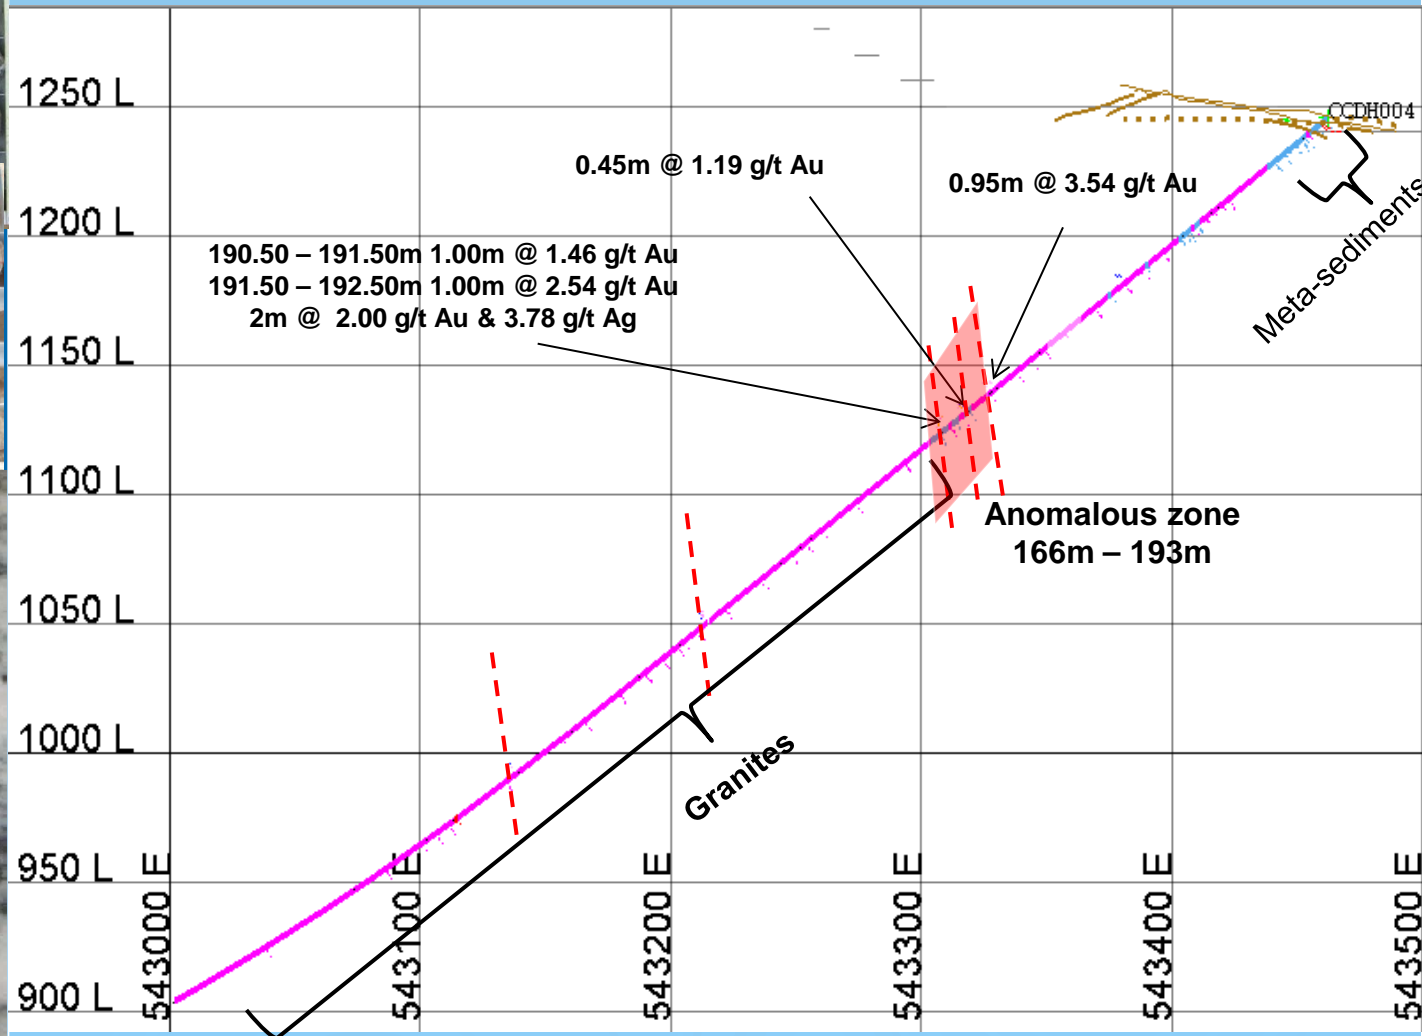 1250 L
CCDH004
0.45m @ 1.19 g/t Au
0.95m @ 3.54 g/t Au
Meta-sediments
1200 L
190.50 – 191.50m 1.00m @ 1.46 g/t Au
191.50 – 192.50m 1.00m @ 2.54 g/t Au
2m @ 2.00 g/t Au & 3.78 g/t Ag
1150 L
1100 L
Anomalous zone
166m – 193m
1050 L
1000 L
Granites
950 L
900 L
543000 E
543100 E
543200 E
543300 E
543400 E
543500 E